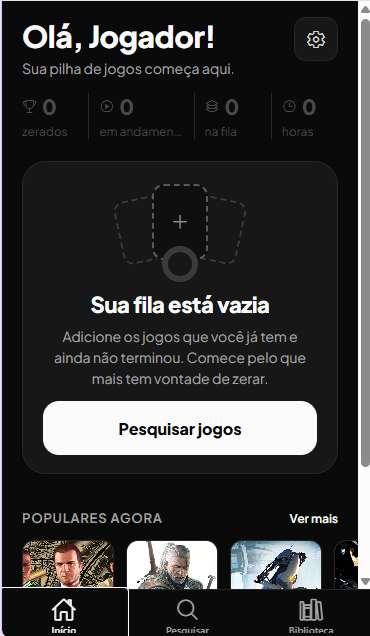 Olá, Jogador!
Sua pilha de jogos começa aqui.
0 0 0 0
zerados em andamen... na fila horas
+
Sua fila está vazia
Adicione os jogos que você já tem e
ainda não terminou. Comece pelo que
mais tem vontade de zerar.
Pesquisar jogos
POPULARES AGORA Ver mais
Início Pesquisar Biblioteca